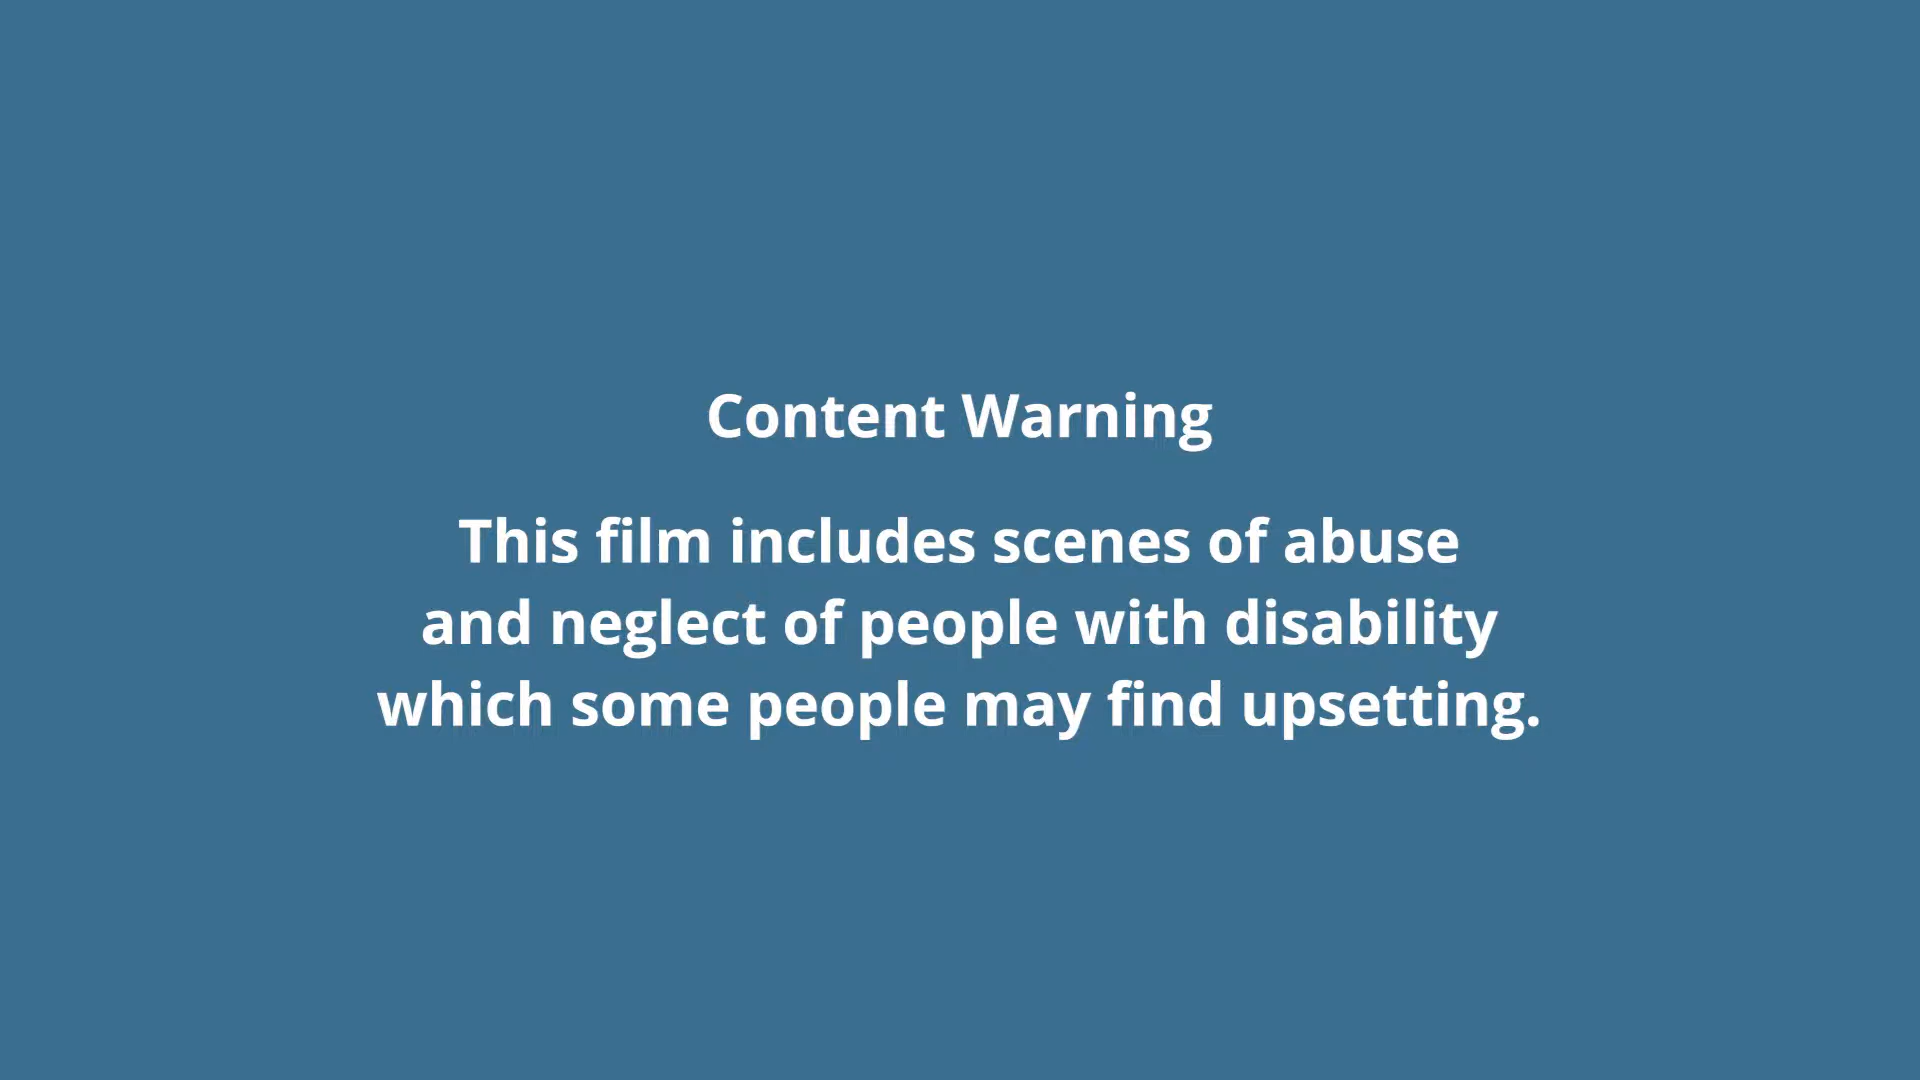 Content Warning
This film includes scenes of abuse
and neglect of people with disability
which some people may find upsetting.